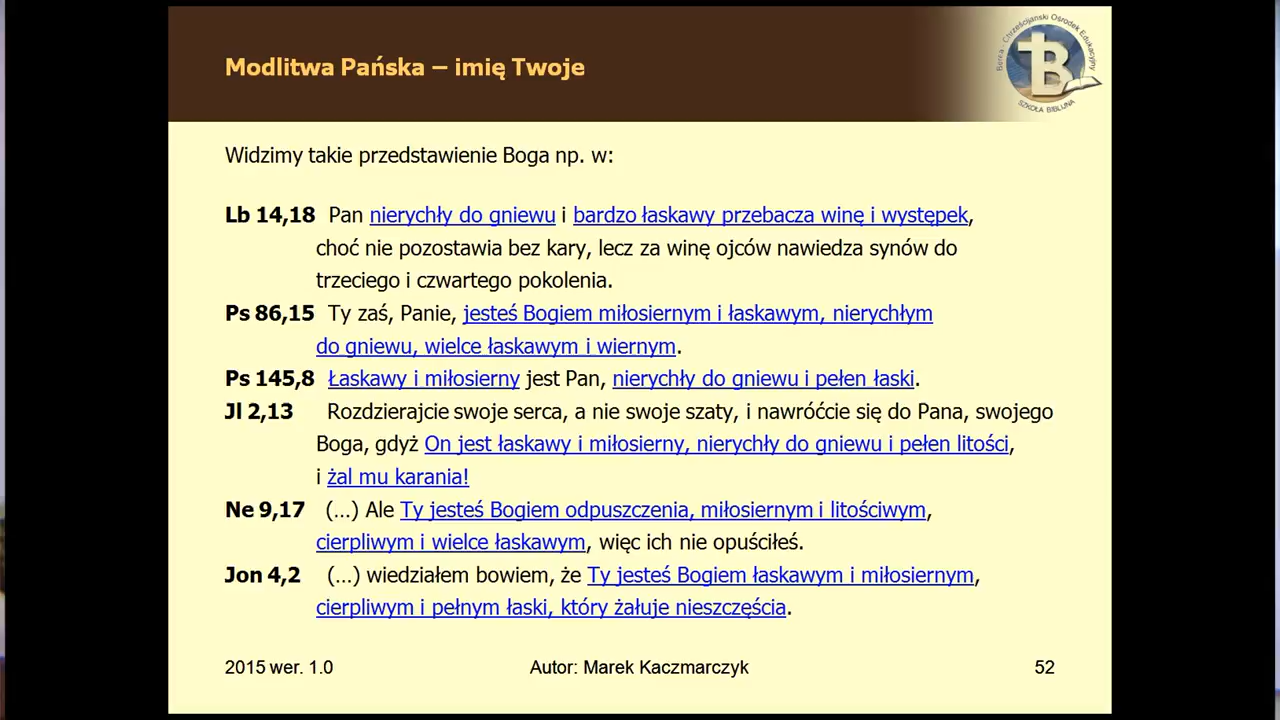 Modlitwa Pańska – imię Twoje
Berea - Chrześcijański Ośrodek Edukacyjny
SZKOŁA BIBLIJNA
Widzimy takie przedstawienie Boga np. w:
Lb 14,18 Pan nierychły do gniewu i bardzo łaskawy przebacza winę i występek,
choć nie pozostawia bez kary, lecz za winę ojców nawiedza synów do
trzeciego i czwartego pokolenia.
Ps 86,15 Ty zaś, Panie, jesteś Bogiem miłosiernym i łaskawym, nierychłym
do gniewu, wielce łaskawym i wiernym.
Ps 145,8 Łaskawy i miłosierny jest Pan, nierychły do gniewu i pełen łaski.
Jl 2,13 Rozdzierajcie swoje serca, a nie swoje szaty, i nawróćcie się do Pana, swojego
Boga, gdyż On jest łaskawy i miłosierny, nierychły do gniewu i pełen litości,
i żal mu karania!
Ne 9,17 (...) Ale Ty jesteś Bogiem odpuszczenia, miłosiernym i litościwym,
cierpliwym i wielce łaskawym, więc ich nie opuściłeś.
Jon 4,2 (...) wiedziałem bowiem, że Ty jesteś Bogiem łaskawym i miłosiernym,
cierpliwym i pełnym łaski, który żałuje nieszczęścia.
2015 wer. 1.0 Autor: Marek Kaczmarczyk 52